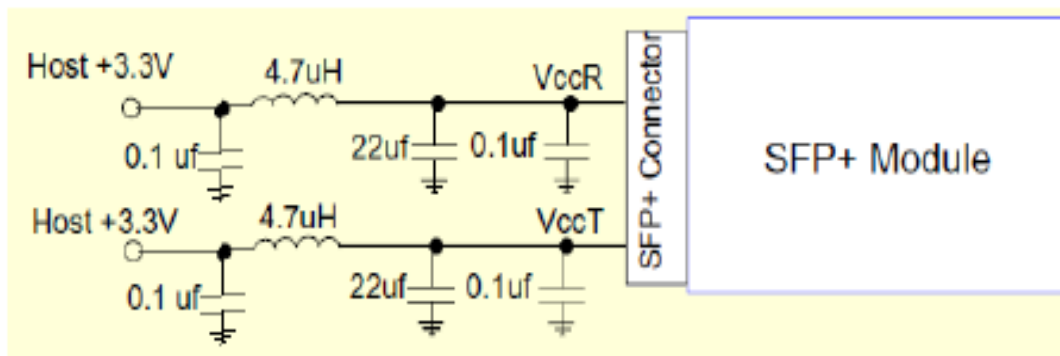 Host +3.3V
4.7uH
VccR
0.1 uf
22uf
0.1uf
Host +3.3V
4.7uH
VccT
0.1 uf
22uf
0.1uf
SFP+ Connector
SFP+ Module